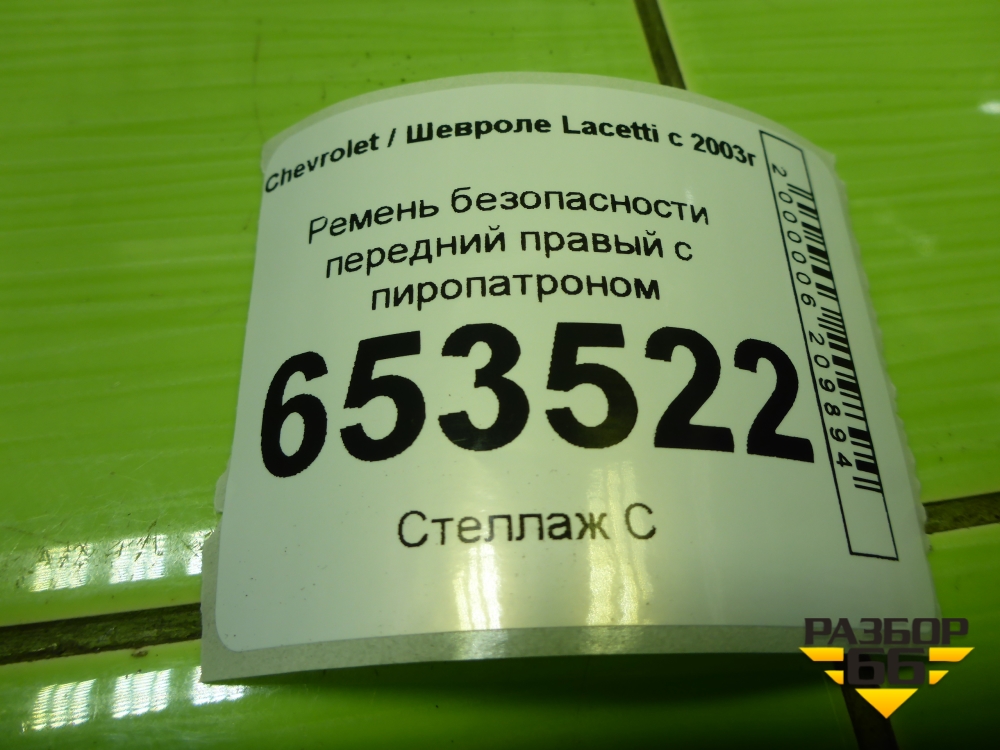 Chevrolet / Шевроле Lacetti с 2003г
Ремень безопасности
передний правый с
пиропатроном
653522
Стеллаж С
2000006209894
РАЗБОР
66